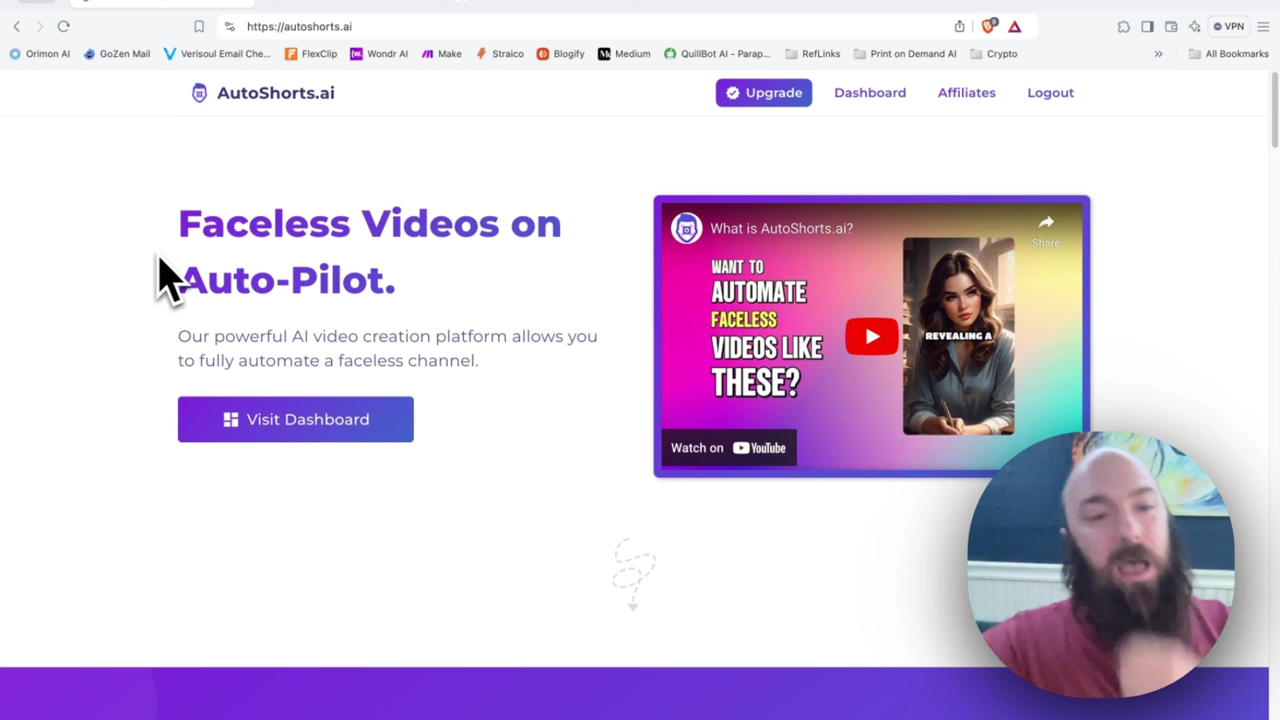 https://autoshorts.ai
9
VPN
Orimon AI
GoZen Mail
Verisoul Email Che...
FlexClip
Wondr AI
Make
Straico
Blogify
Medium
QuillBot AI - Parap...
RefLinks
Print on Demand AI
Crypto
»
All Bookmarks
AutoShorts.ai
Upgrade
Dashboard
Affiliates
Logout
Faceless Videos on
Auto-Pilot.
Our powerful AI video creation platform allows you
to fully automate a faceless channel.
Visit Dashboard
What is AutoShorts.ai?
Share
WANT TO
AUTOMATE
FACELESS
VIDEOS LIKE
THESE?
REVEALING A
Watch on YouTube